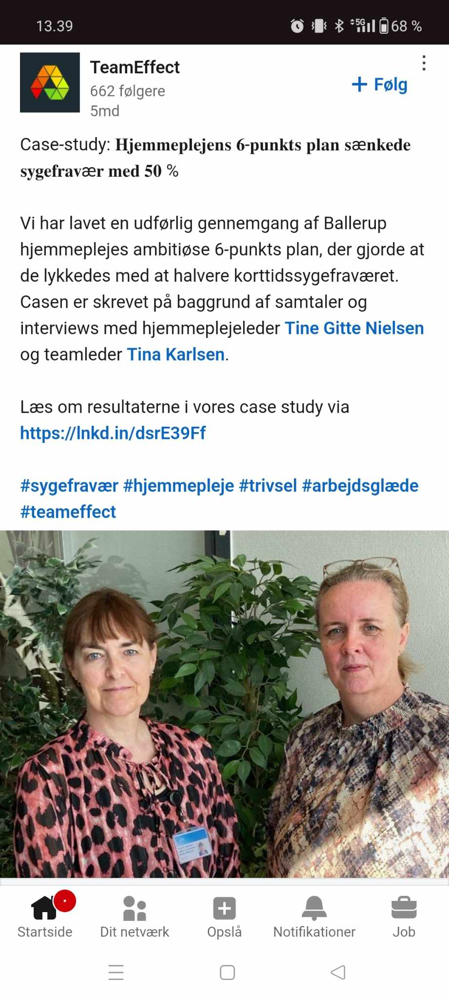 13.39
5G
68 %
TeamEffect
662 følgere
5md
+ Følg
Case-study: Hjemmeplejens 6-punkts plan sænkede
sygefravær med 50 %
Vi har lavet en udførlig gennemgang af Ballerup
hjemmeplejes ambitiøse 6-punkts plan, der gjorde at
de lykkedes med at halvere korttidssygefraværet.
Casen er skrevet på baggrund af samtaler og
interviews med hjemmeplejeleder Tine Gitte Nielsen
og teamleder Tina Karlsen.
Læs om resultaterne i vores case study via
https://lnkd.in/dsrE39Ff
#sygefravær #hjemmepleje #trivsel #arbejdsglæde
#teameffect
Startside
Dit netværk
Opslå
Notifikationer
Job